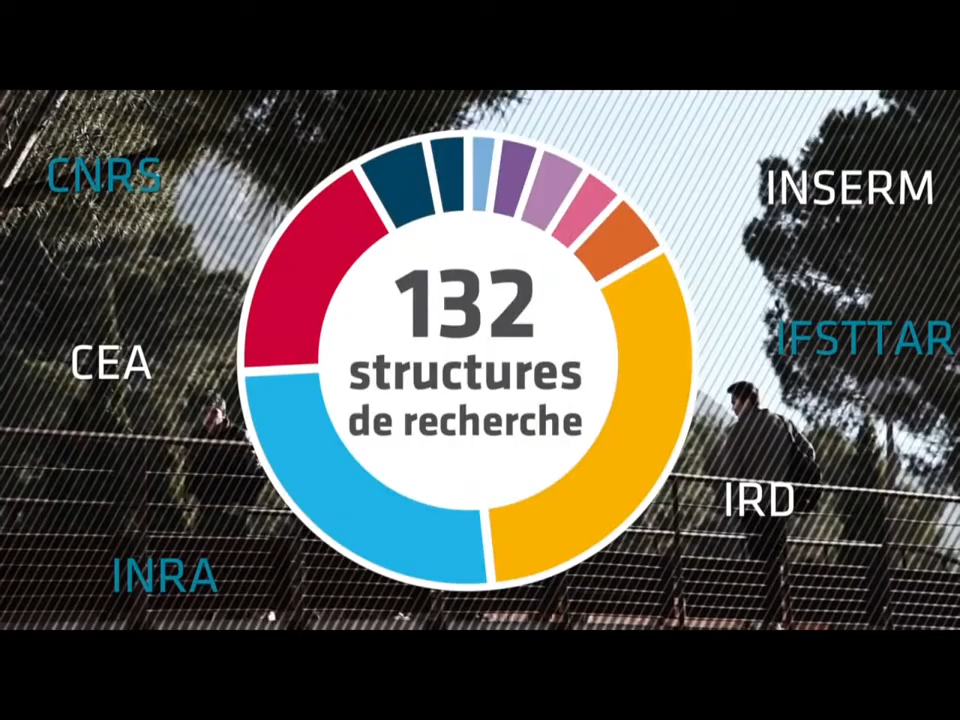 CNRS
INSERM
132
structures
de recherche
IFSTTAR
CEA
IRD
INRA